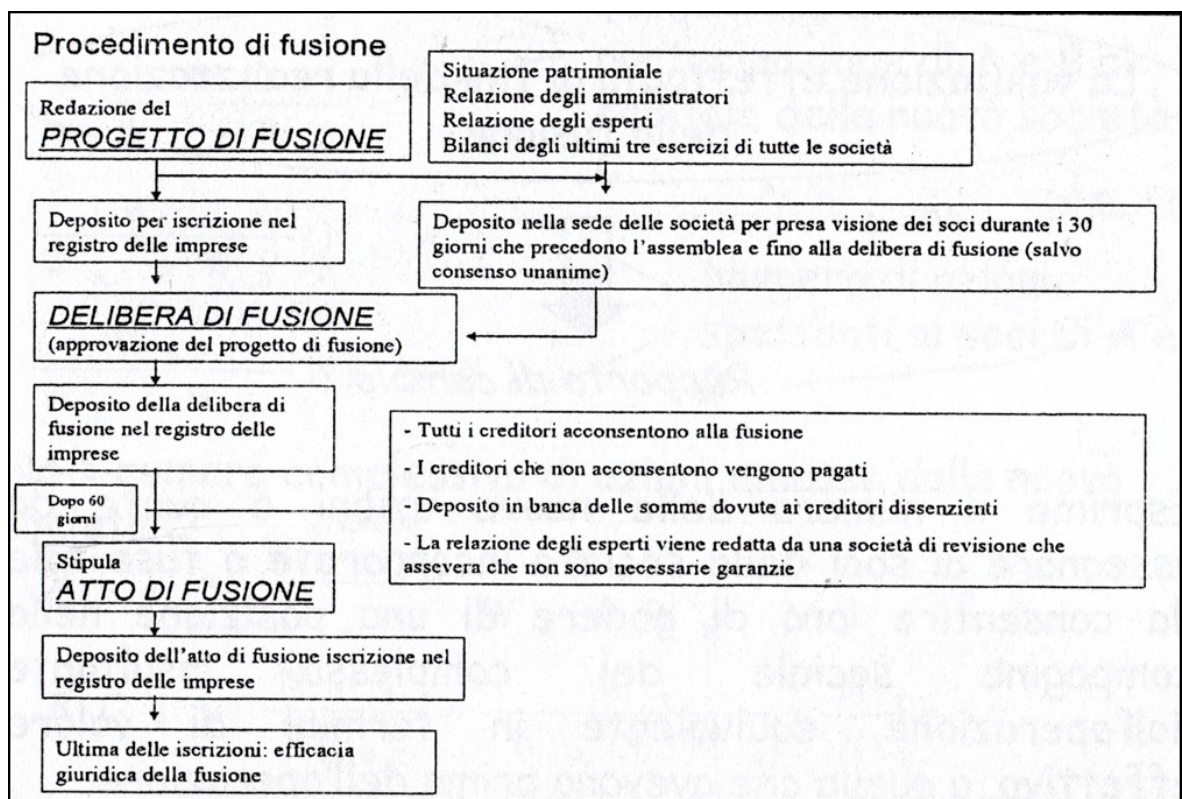 Procedimento di fusione
Redazione del
PROGETTO DI FUSIONE
Situazione patrimoniale
Relazione degli amministratori
Relazione degli esperti
Bilanci degli ultimi tre esercizi di tutte le società
Deposito per iscrizione nel
registro delle imprese
Deposito nella sede delle società per presa visione dei soci durante i 30
giorni che precedono l'assemblea e fino alla delibera di fusione (salvo
consenso unanime)
DELIBERA DI FUSIONE
(approvazione del progetto di fusione)
Deposito della delibera di
fusione nel registro delle
imprese
- Tutti i creditori acconsentono alla fusione
- I creditori che non acconsentono vengono pagati
- Deposito in banca delle somme dovute ai creditori dissenzienti
- La relazione degli esperti viene redatta da una società di revisione che
assevera che non sono necessarie garanzie
Dopo 60
giorni
Stipula
ATTO DI FUSIONE
Deposito dell'atto di fusione iscrizione nel
registro delle imprese
Ultima delle iscrizioni: efficacia
giuridica della fusione